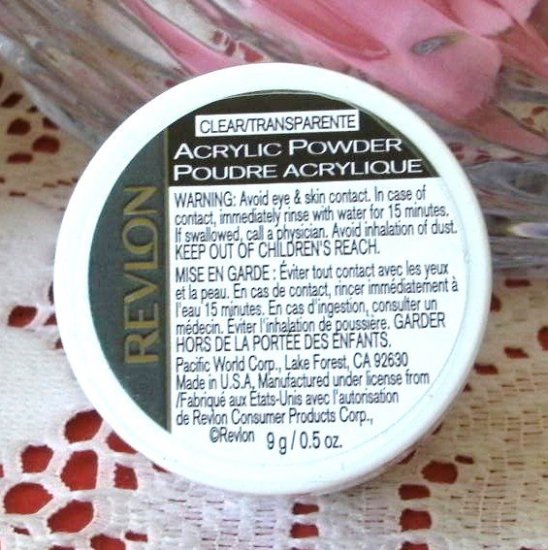 CLEAR/TRANSPARENTE
ACRYLIC POWDER
POUDRE ACRYLIQUE
REVLON
WARNING: Avoid eye & skin contact. In case of
contact, immediately rinse with water for 15 minutes.
If swallowed, call a physician. Avoid inhalation of dust.
KEEP OUT OF CHILDREN'S REACH.
MISE EN GARDE : Éviter tout contact avec les yeux
et la peau. En cas de contact, rincer immédiatement à
l'eau 15 minutes. En cas d'ingestion, consulter un
médecin. Éviter l'inhalation de poussière. GARDER
HORS DE LA PORTÉE DES ENFANTS.
Pacific World Corp., Lake Forest, CA 92630
Made in U.S.A, Manufactured under license from
/Fabriqué aux États-Unis avec l'autorisation
de Revlon Consumer Products Corp.,
©Revlon 9 g / 0.5 oz.